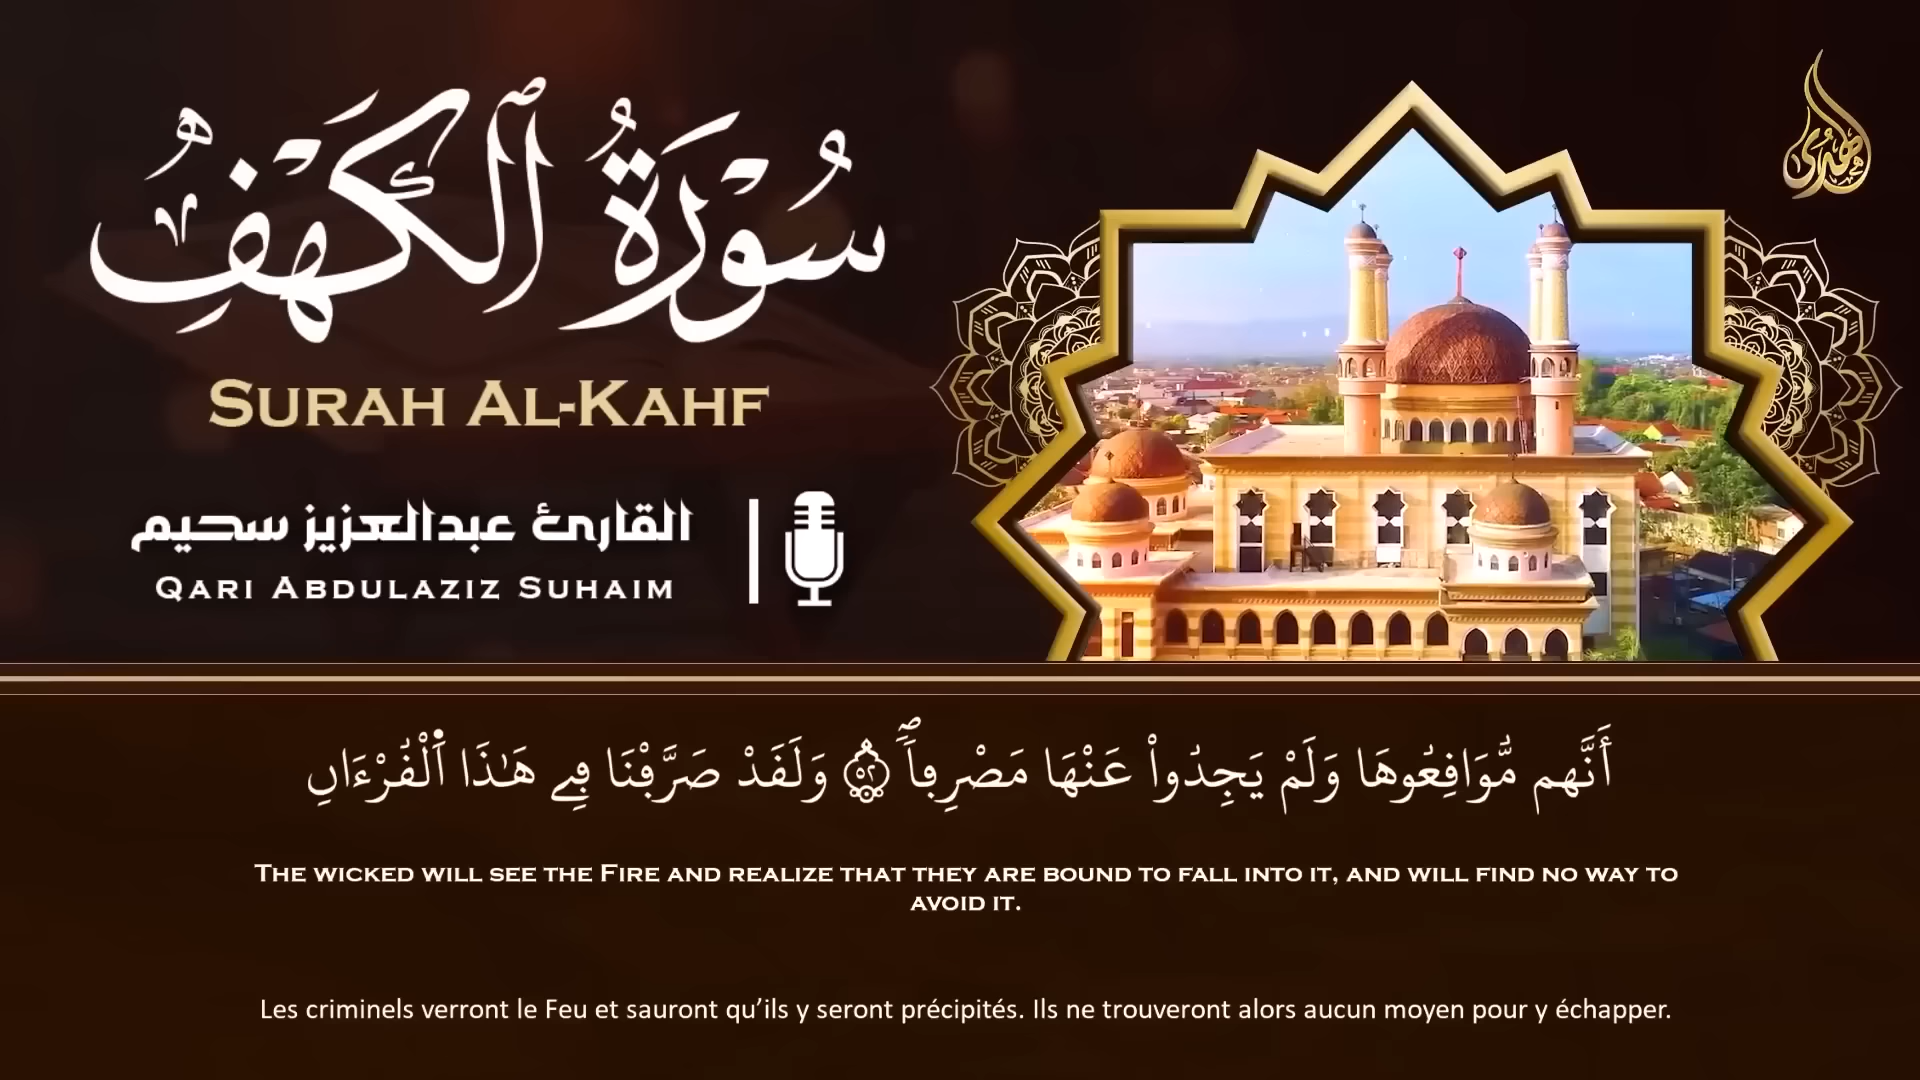 سُورَةُ ٱلْكَهْفِ
SURAH AL-KAHF
القارئ عبدالعزيز سحيم
QARI ABDULAZIZ SUHAIM
الهدى
أَنَّهُم مُّوَاقِعُوهَا وَلَمْ يَجِدُواْ عَنْهَا مَصْرِفاٗۖ ٥٢ وَلَقَدْ صَرَّفْنَا فِے هَٰذَا اَ۬لْقُرْءَانِ
THE WICKED WILL SEE THE FIRE AND REALIZE THAT THEY ARE BOUND TO FALL INTO IT, AND WILL FIND NO WAY TO
AVOID IT.
Les criminels verront le Feu et sauront qu’ils y seront précipités. Ils ne trouveront alors aucun moyen pour y échapper.